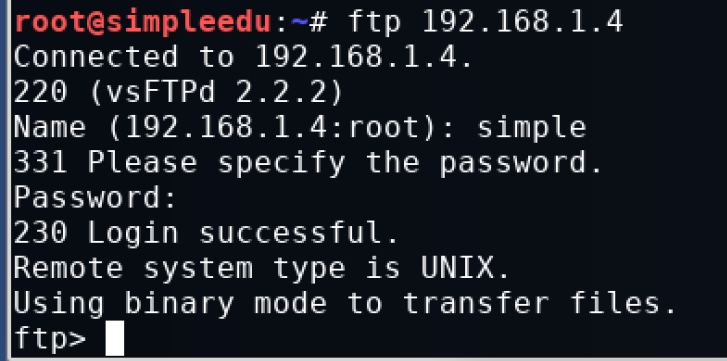 root@simpleedu:~# ftp 192.168.1.4
Connected to 192.168.1.4.
220 (vsFTPd 2.2.2)
Name (192.168.1.4:root): simple
331 Please specify the password.
Password:
230 Login successful.
Remote system type is UNIX.
Using binary mode to transfer files.
ftp>